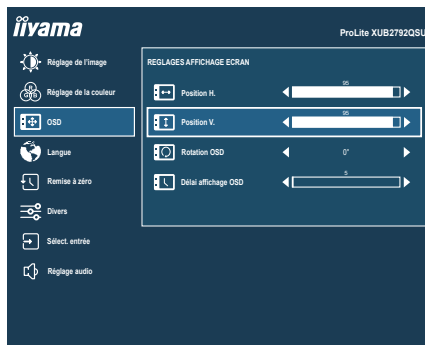 iiyama
ProLite XUB2792QSU
Réglage de l'image
Réglage de la couleur
R
G B
OSD
Langue
Remise à zéro
Divers
Sélect. entrée
Réglage audio
REGLAGES AFFICHAGE ECRAN
Position H.
95
Position V.
95
Rotation OSD
0°
Délai affichage OSD
5